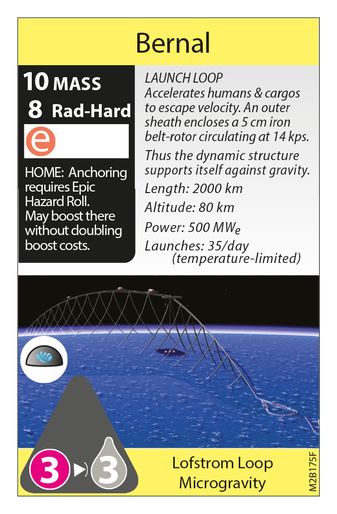 Bernal
10 MASS
8 Rad-Hard
e
HOME: Anchoring
requires Epic
Hazard Roll.
May boost there
without doubling
boost costs.
LAUNCH LOOP
Accelerates humans & cargos
to escape velocity. An outer
sheath encloses a 5 cm iron
belt-rotor circulating at 14 kps.
Thus the dynamic structure
supports itself against gravity.
Length: 2000 km
Altitude: 80 km
Power: 500 MWe
Launches: 35/day
(temperature-limited)
3 3
Lofstrom Loop
Microgravity
M2B175F